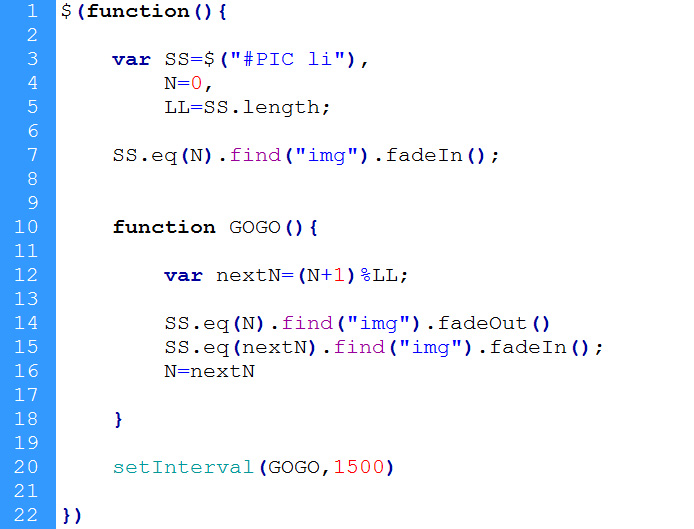 1 $(function(){
2
3 var SS=$("#PIC li"),
4 N=0,
5 LL=SS.length;
6
7 SS.eq(N).find("img").fadeIn();
8
9
10 function GOGO(){
11
12 var nextN=(N+1)%LL;
13
14 SS.eq(N).find("img").fadeOut()
15 SS.eq(nextN).find("img").fadeIn();
16 N=nextN
17
18 }
19
20 setInterval(GOGO,1500)
21
22 })